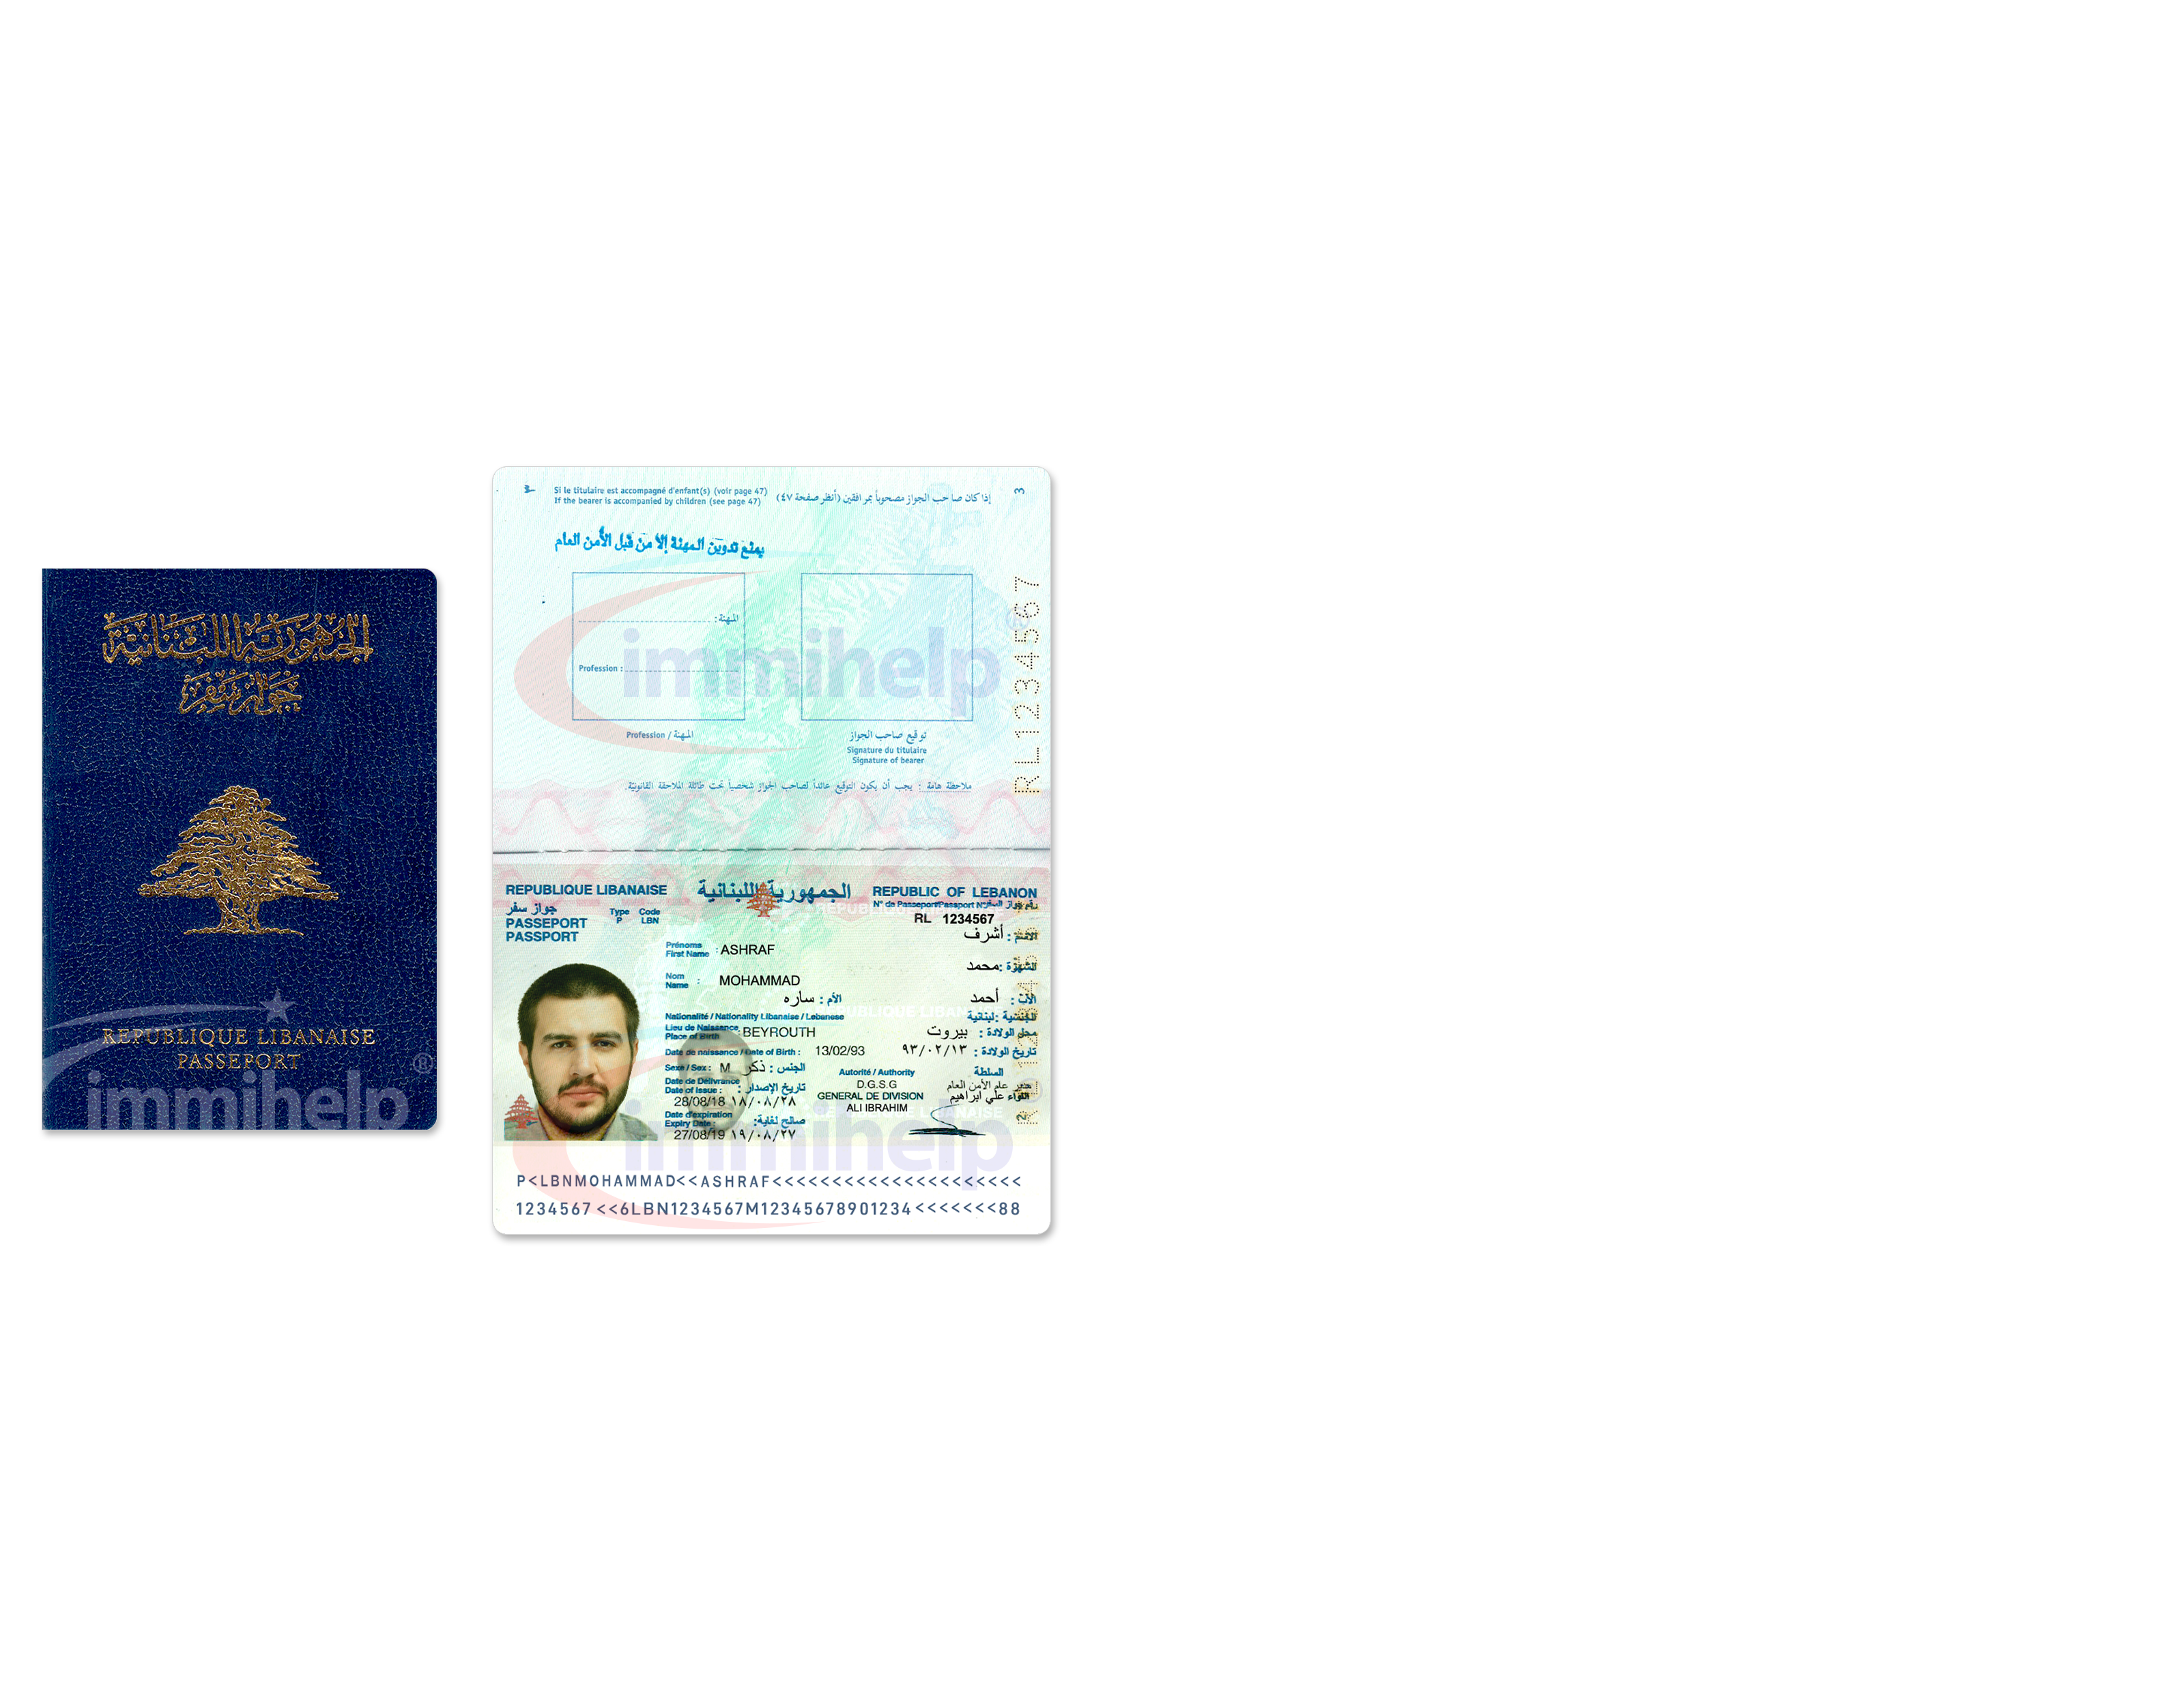 الجمهورية اللبنانية
جواز سفر
REPUBLIQUE LIBANAISE
PASSEPORT
immihelp®
٣
Si le titulaire est accompagné d'enfant(s) (voir page 47)
If the bearer is accompanied by children (see page 47)
إذا كان صاحب الجواز مصحوباً بمرافقين (أنظر صفحة ٤٧)
3
يمنع تدوين المهنة إلا من قبل الأمن العام
المهنة :
Profession :
immihelp®
Profession / المهنة
توقيع صاحب الجواز
Signature du titulaire
Signature of bearer
ملاحظة هامة : يجب أن يكون التوقيع عائداً لصاحب الجواز شخصياً تحت طائلة الملاحقة القانونية.
RL1234567
REPUBLIQUE LIBANAISE الجمهورية اللبنانية REPUBLIC OF LEBANON
جواز سفر
PASSEPORT
PASSPORT
Type Code
P LBN
N° de Passeport/Passport N°
RL 1234567
الاسم : أشرف
Prénoms
First Name : ASHRAF
الشهرة : محمد
Nom
Name : MOHAMMAD
الأم : ساره
الأب : أحمد
Nationalité / Nationality Libanaise / Lebanese
الجنسية : لبنانية
Lieu de Naissance
Place of Birth : BEYROUTH
محل الولادة : بيروت
Date de naissance / Date of Birth : 13/02/93
تاريخ الولادة : ٩٣/٠٢/١٣
Sexe / Sex : M الجنس : ذكر
Autorité / Authority السلطة
D.G.S.G
GENERAL DE DIVISION
ALI IBRAHIM
مدير عام الأمن العام
اللواء علي ابراهيم
Date de Délivrance
Date of Issue : تاريخ الإصدار :
28/08/18 ١٨/٠٨/٢٨
Date d'expiration
Expiry Date : صالح لغاية:
27/08/19 ١٩/٠٨/٢٧
immihelp
P<LBNMOHAMMAD<<ASHRAF<<<<<<<<<<<<<<<<<<<<<
1234567<<6LBN1234567M12345678901234<<<<<<<88